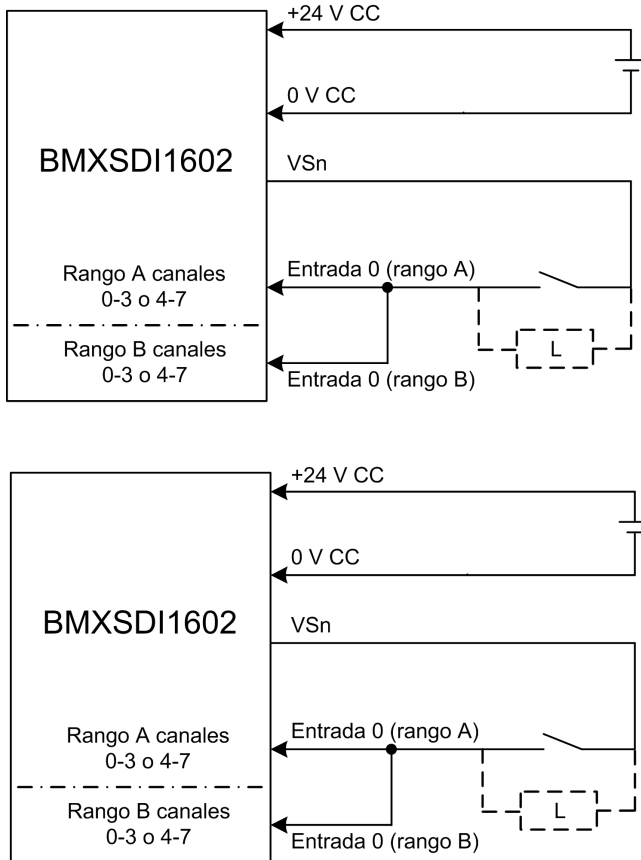 +24 V CC
0 V CC
BMXSDI1602
VSn
Rango A canales
0-3 o 4-7
Entrada 0 (rango A)
Rango B canales
0-3 o 4-7
Entrada 0 (rango B)
L
+24 V CC
0 V CC
BMXSDI1602
VSn
Rango A canales
0-3 o 4-7
Entrada 0 (rango A)
Rango B canales
0-3 o 4-7
Entrada 0 (rango B)
L